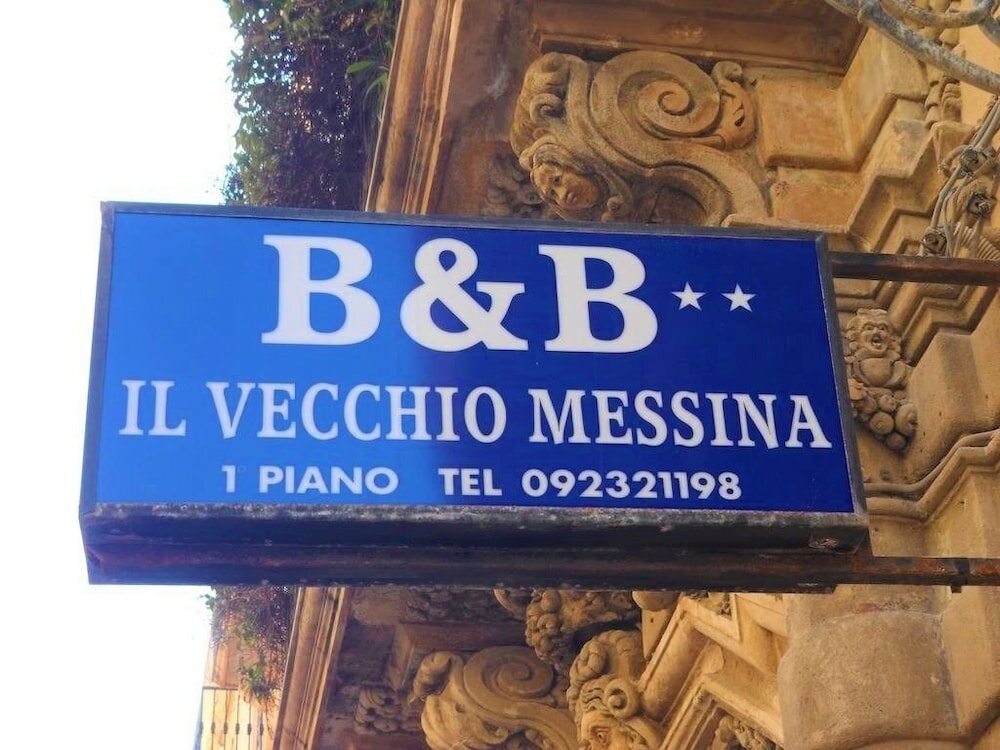 B&B★★
IL VECCHIO MESSINA
1° PIANO TEL 092321198